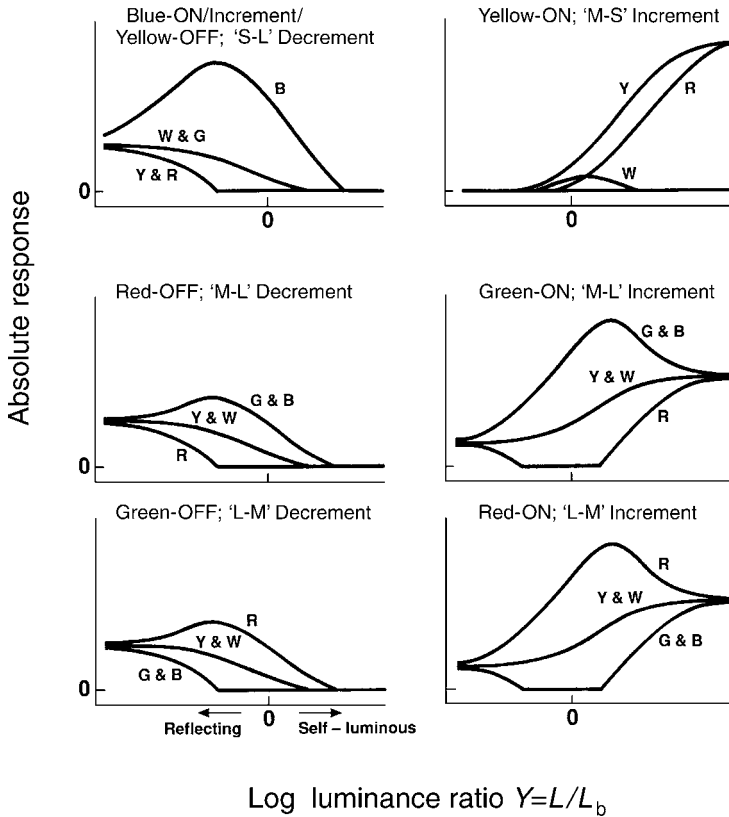 Blue-ON/Increment/
Yellow-OFF; 'S-L' Decrement
B
W & G
Y & R
0
0
Yellow-ON; 'M-S' Increment
Y
R
W
0
Absolute response
Red-OFF; 'M-L' Decrement
G & B
Y & W
R
0
Green-ON; 'M-L' Increment
G & B
Y & W
R
Green-OFF; 'L-M' Decrement
R
Y & W
G & B
0
0
Reflecting
Self – luminous
Red-ON; 'L-M' Increment
R
Y & W
G & B
0
Log luminance ratio Y=L/Lb